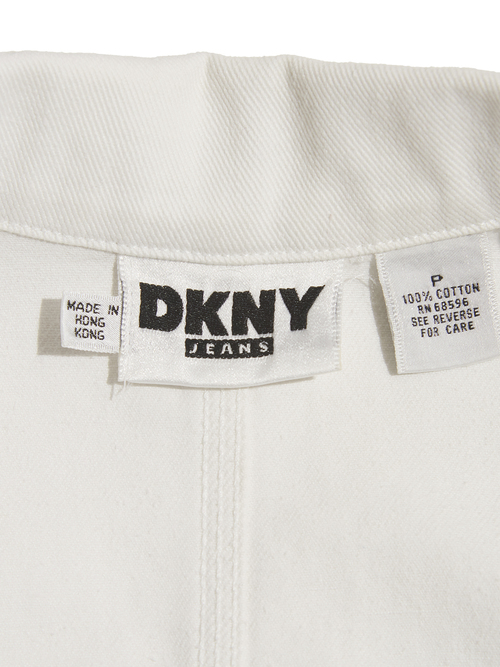 MADE IN
HONG
KONG
DKNY
JEANS
P
100% COTTON
RN 68596
SEE REVERSE
FOR CARE